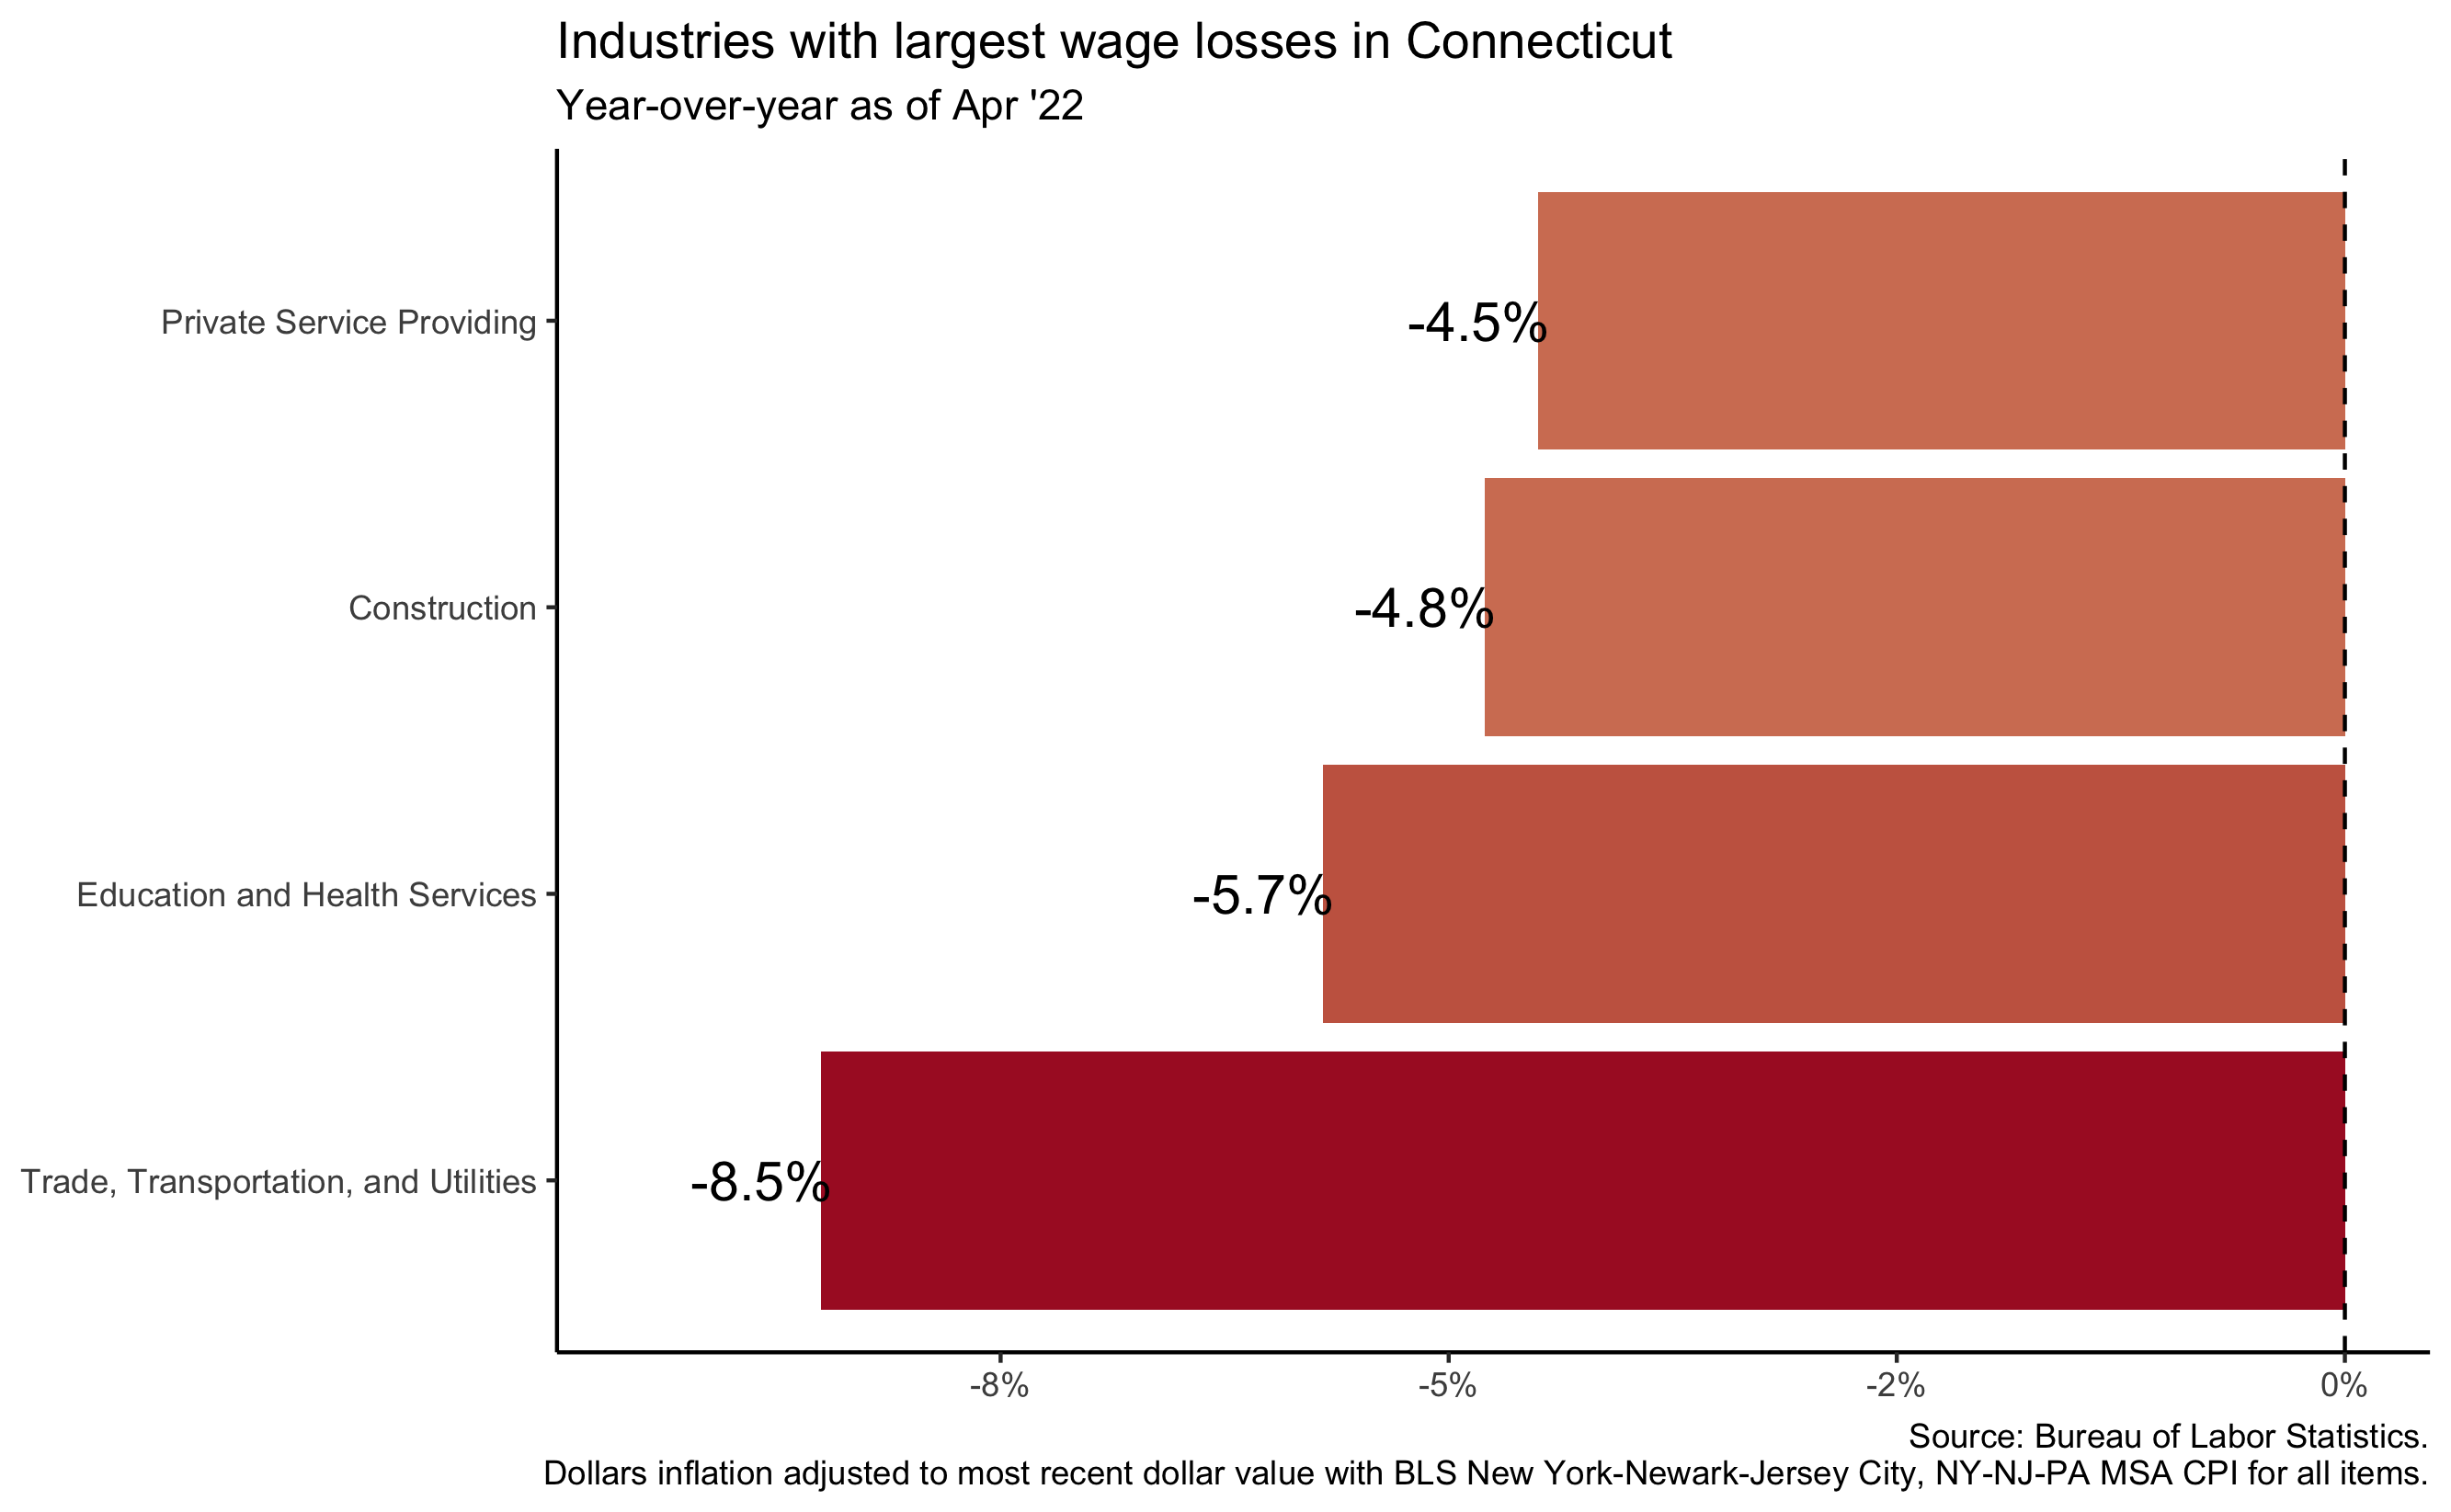 Industries with largest wage losses in Connecticut
Year-over-year as of Apr '22
Private Service Providing
-4.5%
Construction
-4.8%
Education and Health Services
-5.7%
Trade, Transportation, and Utilities
-8.5%
-8%
-5%
-2%
0%
Source: Bureau of Labor Statistics.
Dollars inflation adjusted to most recent dollar value with BLS New York-Newark-Jersey City, NY-NJ-PA MSA CPI for all items.